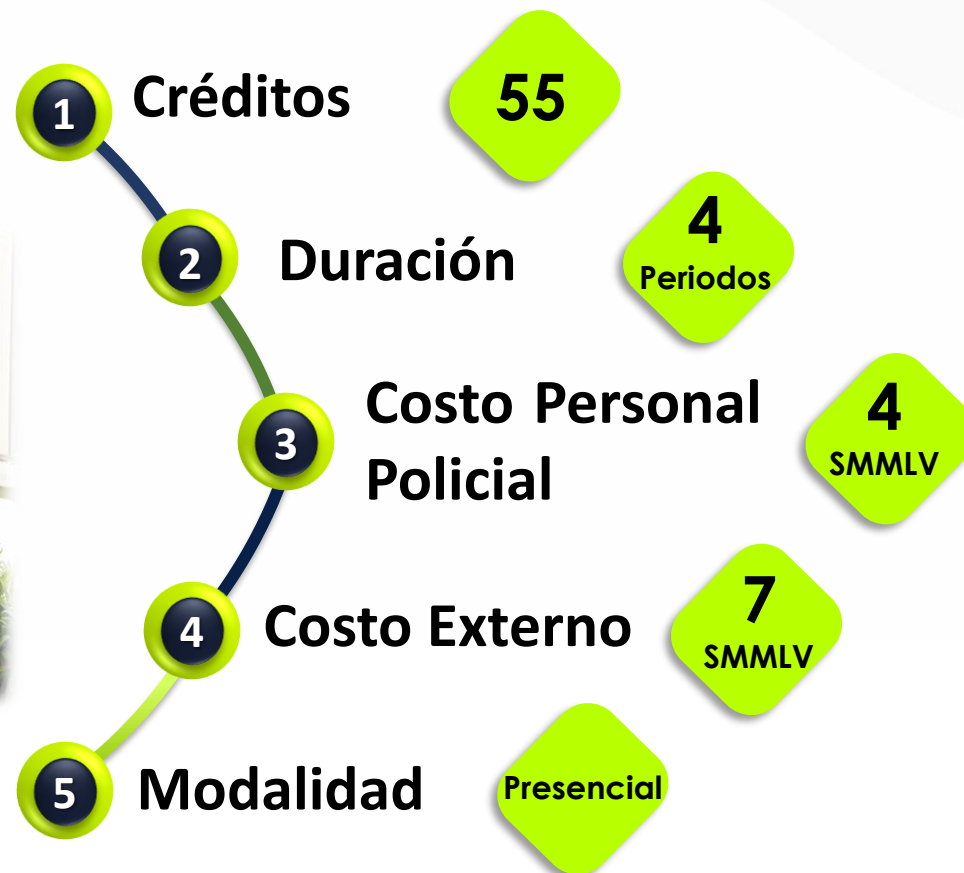 1 Créditos 55
2 Duración 4
Periodos
3 Costo Personal
Policial
4
SMMLV
4 Costo Externo 7
SMMLV
5 Modalidad Presencial